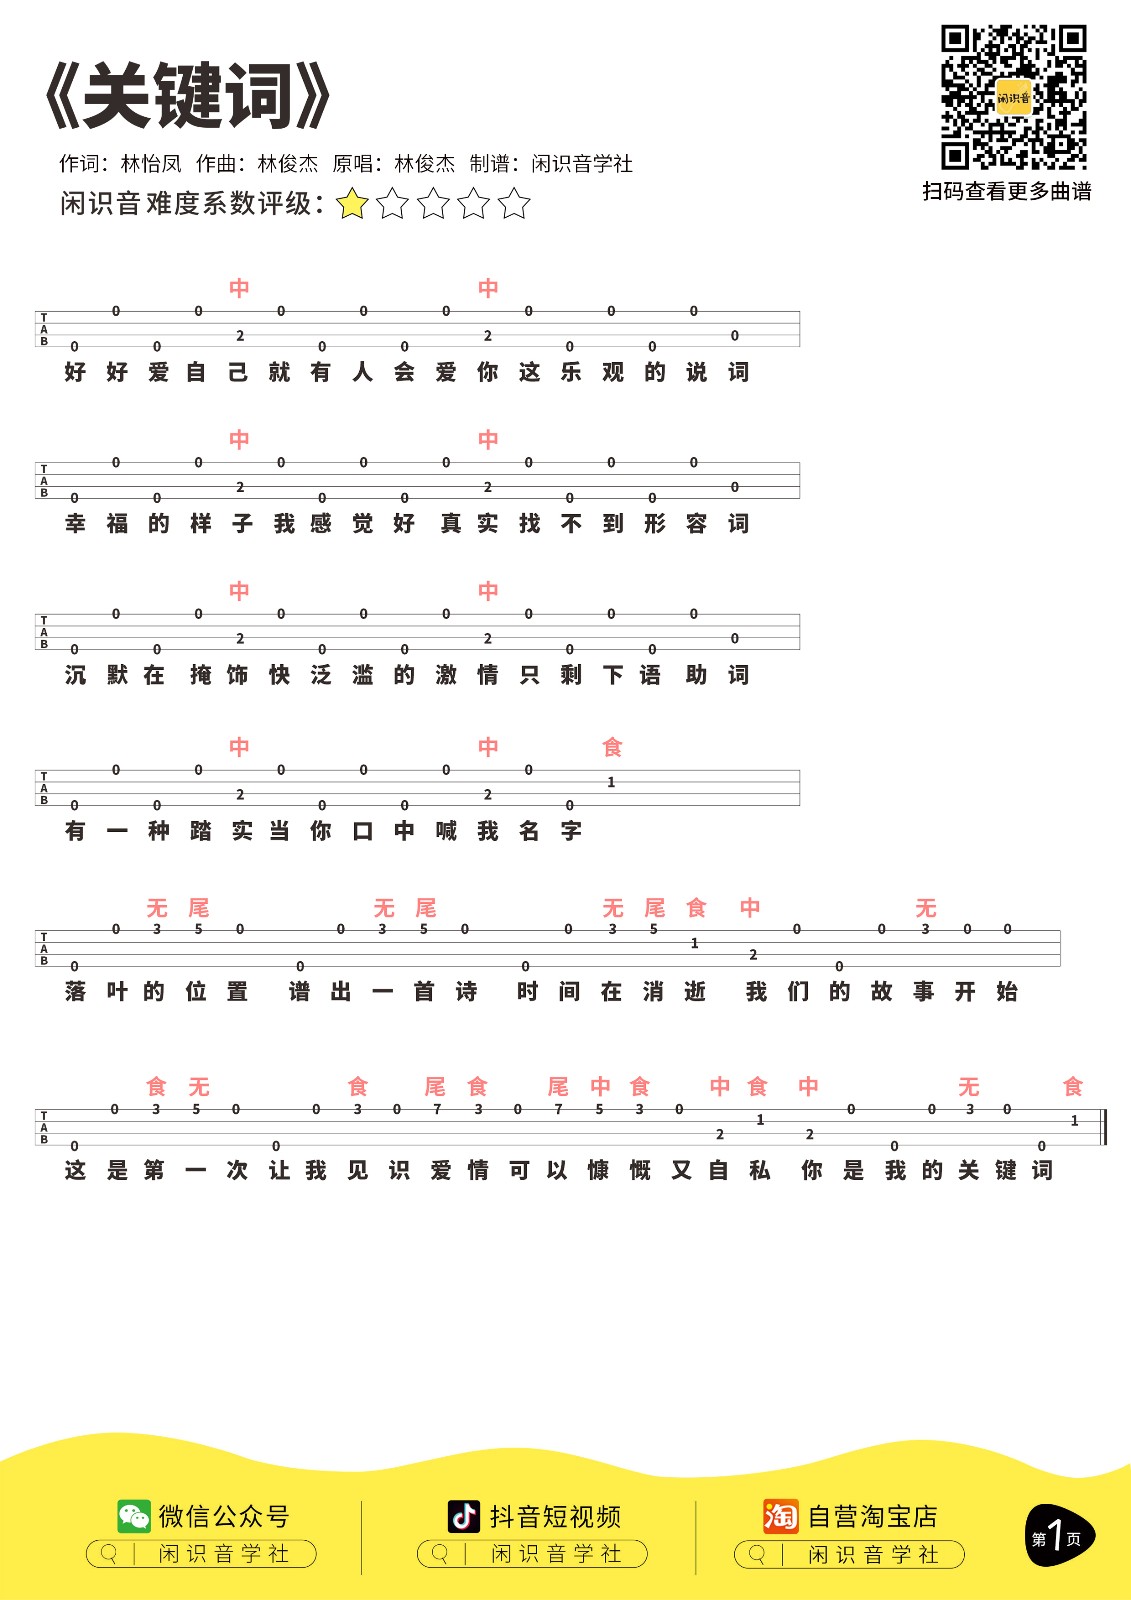 《关键词》
闲识音
作词：林怡凤 作曲：林俊杰 原唱：林俊杰 制谱：闲识音学社
扫码查看更多曲谱
闲识音难度系数评级：
中 中
T A B 0 0 0 0 2 0 0 0 0 0 2 0 0 0 0 0 0
好好爱自己就有人会爱你这乐观的说词
中 中
T A B 0 0 0 0 2 0 0 0 0 0 2 0 0 0 0 0 0
幸福的样子我感觉好真实找不到形容词
中 中
T A B 0 0 0 0 2 0 0 0 0 0 2 0 0 0 0 0 0
沉默在掩饰快泛滥的激情只剩下语助词
中 中 食
T A B 0 0 0 0 2 0 0 0 0 0 2 0 0 1
有一种踏实当你口中喊我名字
无 尾 无 尾 无 尾 食 中 无
T A B 0 0 3 5 0 0 0 3 5 0 0 0 3 5 1 2 0 0 0 3 0 0
落叶的位置 谱出一首诗 时间在消逝 我们的故事开始
食 无 食 尾 食 尾 中 食 中 食 中 无 食
T A B 0 0 3 5 0 0 0 3 0 7 3 0 7 5 3 0 2 1 2 0 0 0 3 0 0 1
这是第一次让我见识爱情可以慷慨又自私 你是我的关键词
微信公众号 抖音短视频 淘 自营淘宝店
闲识音学社 闲识音学社 闲识音学社
第1页